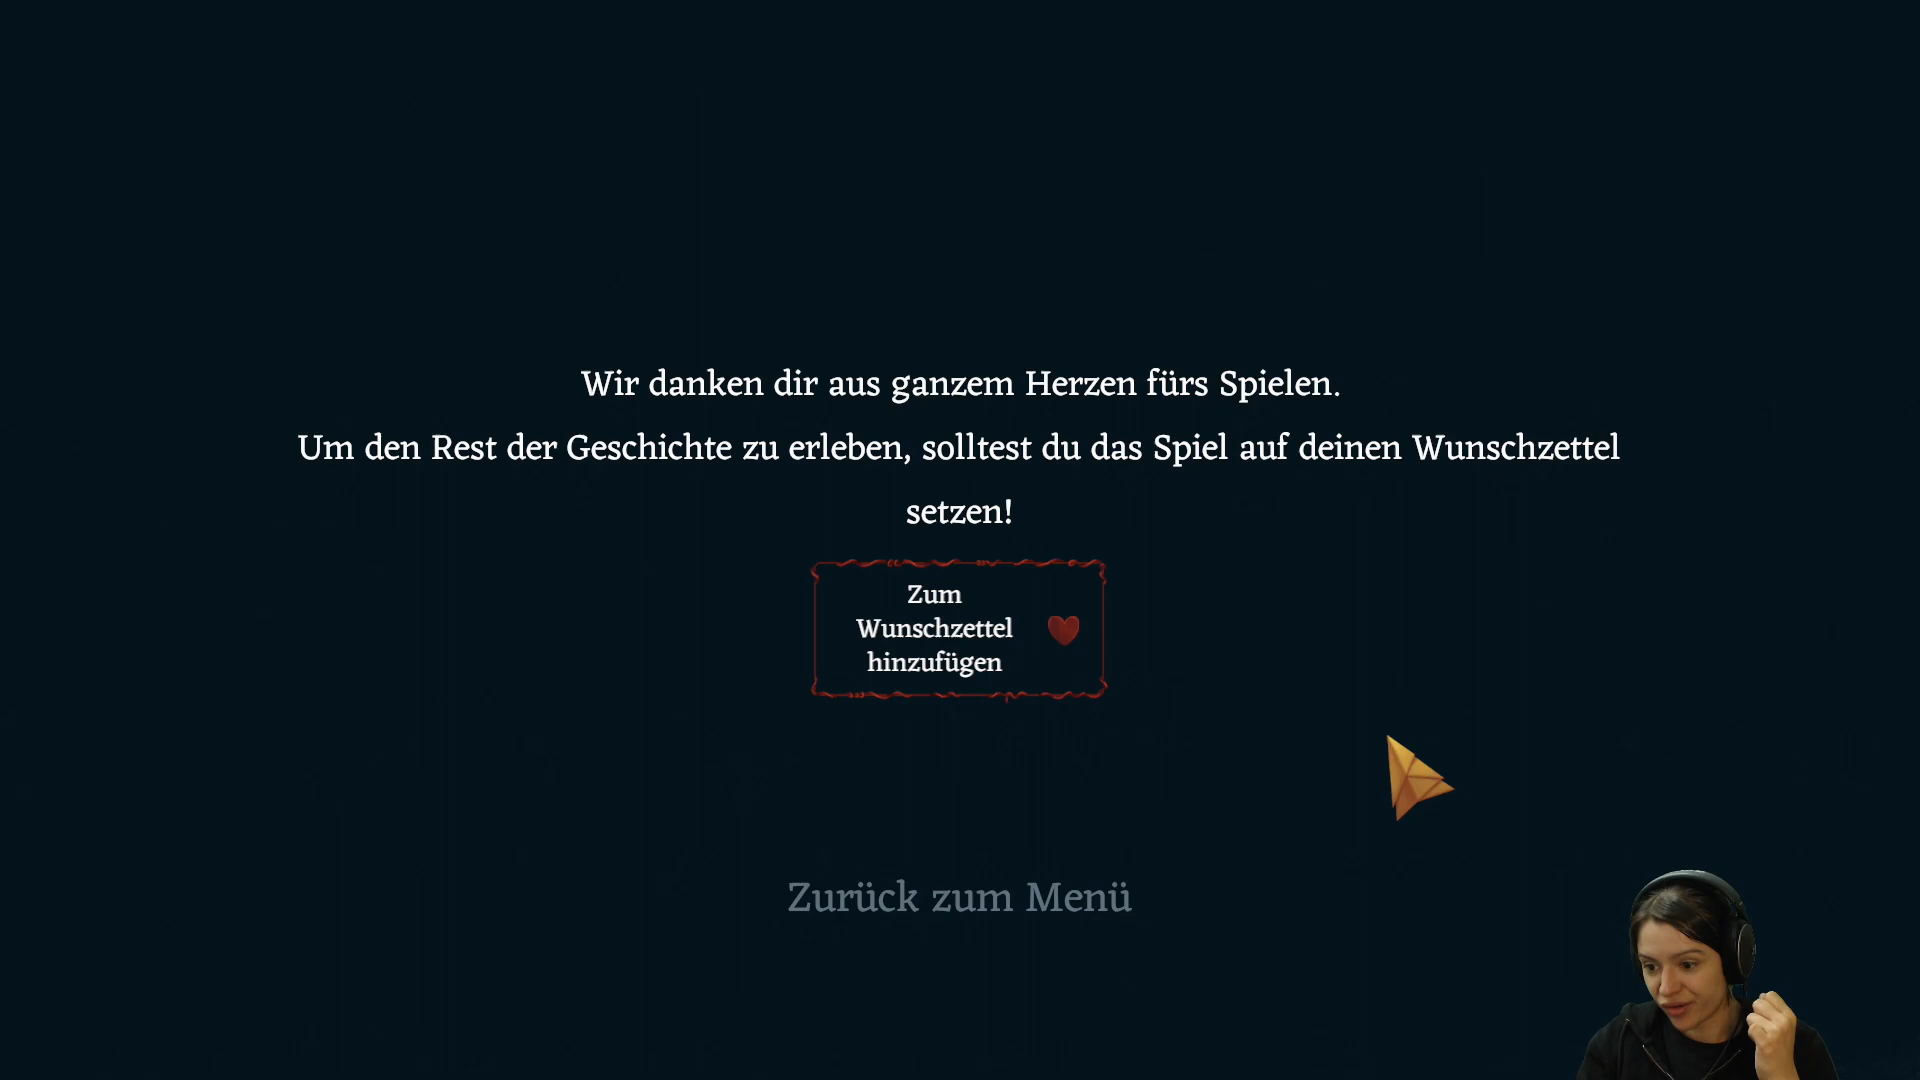 Wir danken dir aus ganzem Herzen fürs Spielen.
Um den Rest der Geschichte zu erleben, solltest du das Spiel auf deinen Wunschzettel
setzen!
Zum
Wunschzettel
hinzufügen
Zurück zum Menü